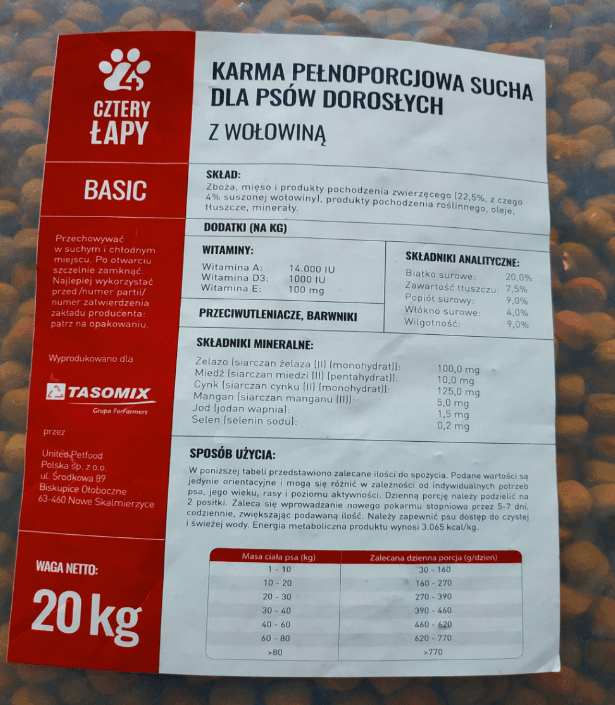 CZTERY
ŁAPY
BASIC
Przechowywać
w suchym i chłodnym
miejscu. Po otwarciu
szczelnie zamknąć.
Najlepiej wykorzystać
przed /numer partii/
numer zatwierdzenia
zakładu producenta:
patrz na opakowaniu.
Wyprodukowano dla
TASOMIX
Grupa ForFarmers
przez
United Petfood
Polska sp. z o.o.
ul. Środkowa 89
Biskupice Ołoboczne
63-460 Nowe Skalmierzyce
WAGA NETTO:
20 kg
KARMA PEŁNOPORCJOWA SUCHA
DLA PSÓW DOROSŁYCH
Z WOŁOWINĄ
SKŁAD:
Zboża, mięso i produkty pochodzenia zwierzęcego (22,5%, z czego
4% suszonej wołowiny), produkty pochodzenia roślinnego, oleje,
tłuszcze, minerały.
DODATKI (NA KG)
WITAMINY:
Witamina A: 14.000 IU
Witamina D3: 1000 IU
Witamina E: 100 mg
PRZECIWUTLENIACZE, BARWNIKI
SKŁADNIKI ANALITYCZNE:
Białko surowe: 20,0%
Zawartość tłuszczu: 7,5%
Popiół surowy: 9,0%
Włókno surowe: 4,0%
Wilgotność: 9,0%
SKŁADNIKI MINERALNE:
Żelazo (siarczan żelaza (II) (monohydrat)): 100,0 mg
Miedź (siarczan miedzi (II) (pentahydrat)): 10,0 mg
Cynk (siarczan cynku (II) (monohydrat)): 125,0 mg
Mangan (siarczan manganu (II)): 5,0 mg
Jod (jodan wapnia): 1,5 mg
Selen (selenin sodu): 0,2 mg
SPOSÓB UŻYCIA:
W poniższej tabeli przedstawiono zalecane ilości do spożycia. Podane wartości są
jedynie orientacyjne i mogą się różnić w zależności od indywidualnych potrzeb
psa, jego wieku, rasy i poziomu aktywności. Dzienną porcję należy podzielić na
2 posiłki. Zaleca się wprowadzanie nowego pokarmu stopniowo przez 5-7 dni,
codziennie, zwiększając podawaną ilość. Należy zapewnić psu dostęp do czystej
i świeżej wody. Energia metaboliczna produktu wynosi 3.065 kcal/kg.
Masa ciała psa (kg) Zalecana dzienna porcja (g/dzień)
1 - 10 30 - 160
10 - 20 160 - 270
20 - 30 270 - 390
30 - 40 390 - 460
40 - 60 460 - 620
60 - 80 620 - 770
>80 >770